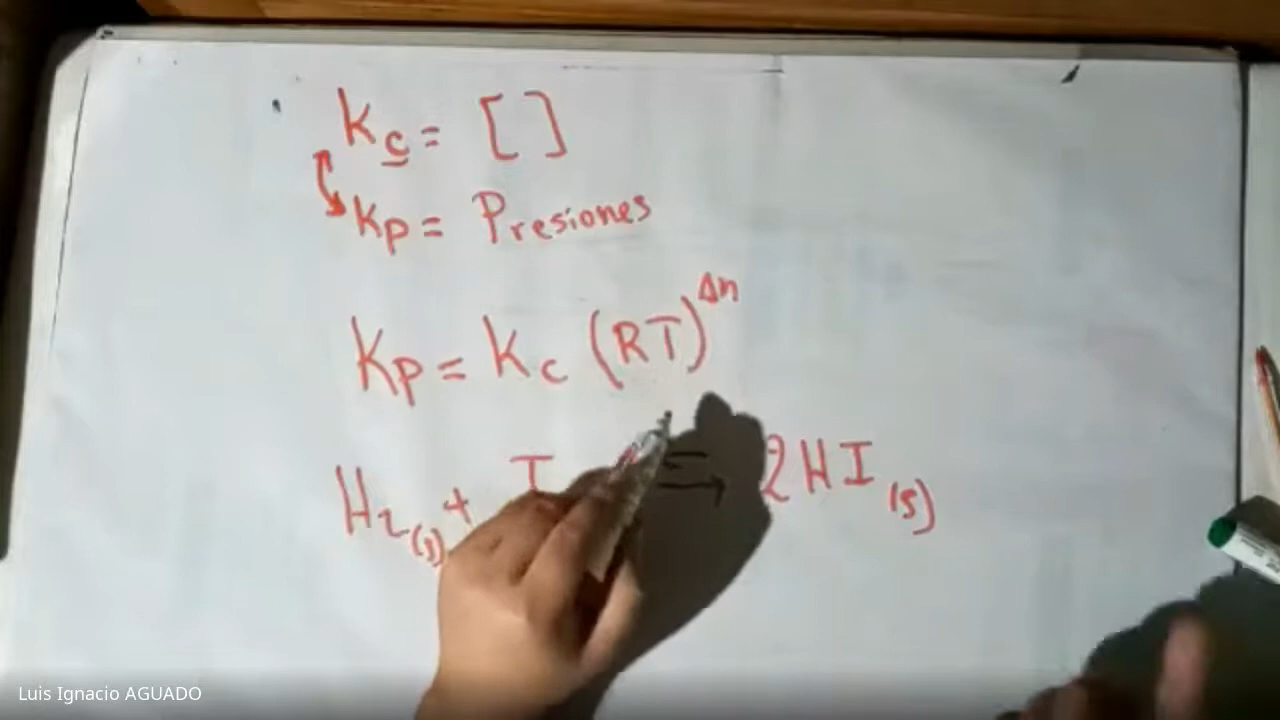 Kc = [ ]
Kp = Presiones
Kp = Kc (RT)^Δn
H2(g) + I ⇌ 2HI(g)
Luis Ignacio AGUADO